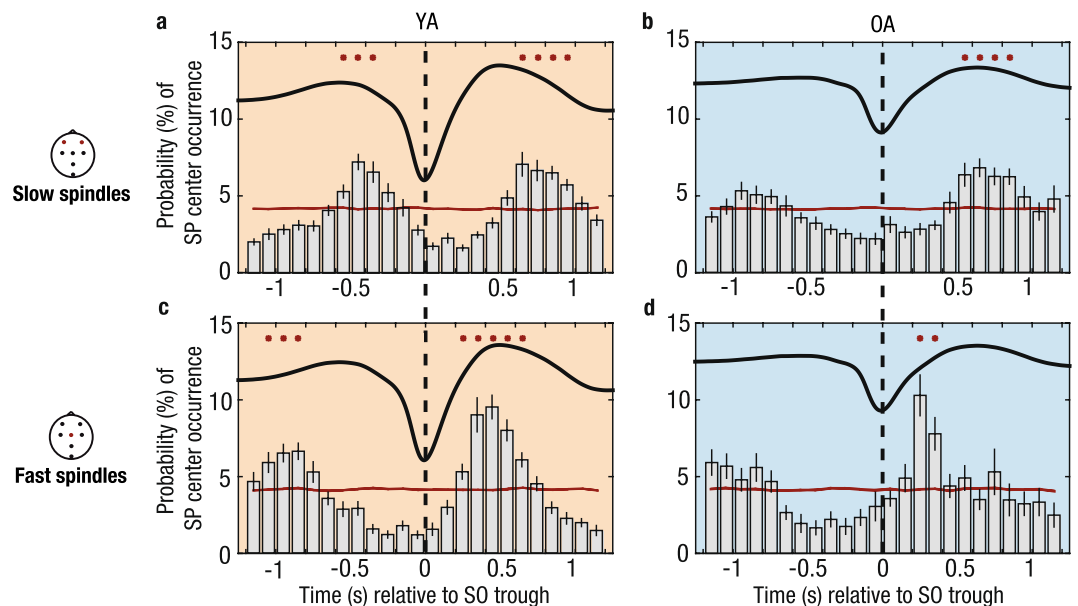 a
YA
b
OA
15
10
5
0
Probability (%) of
SP center occurrence
Slow spindles
-1
-0.5
0.5
1
15
10
5
0
-1
-0.5
0.5
1
c
d
15
10
5
0
Probability (%) of
SP center occurrence
Fast spindles
-1
-0.5
0
0.5
1
Time (s) relative to SO trough
15
10
5
0
-1
-0.5
0
0.5
1
Time (s) relative to SO trough